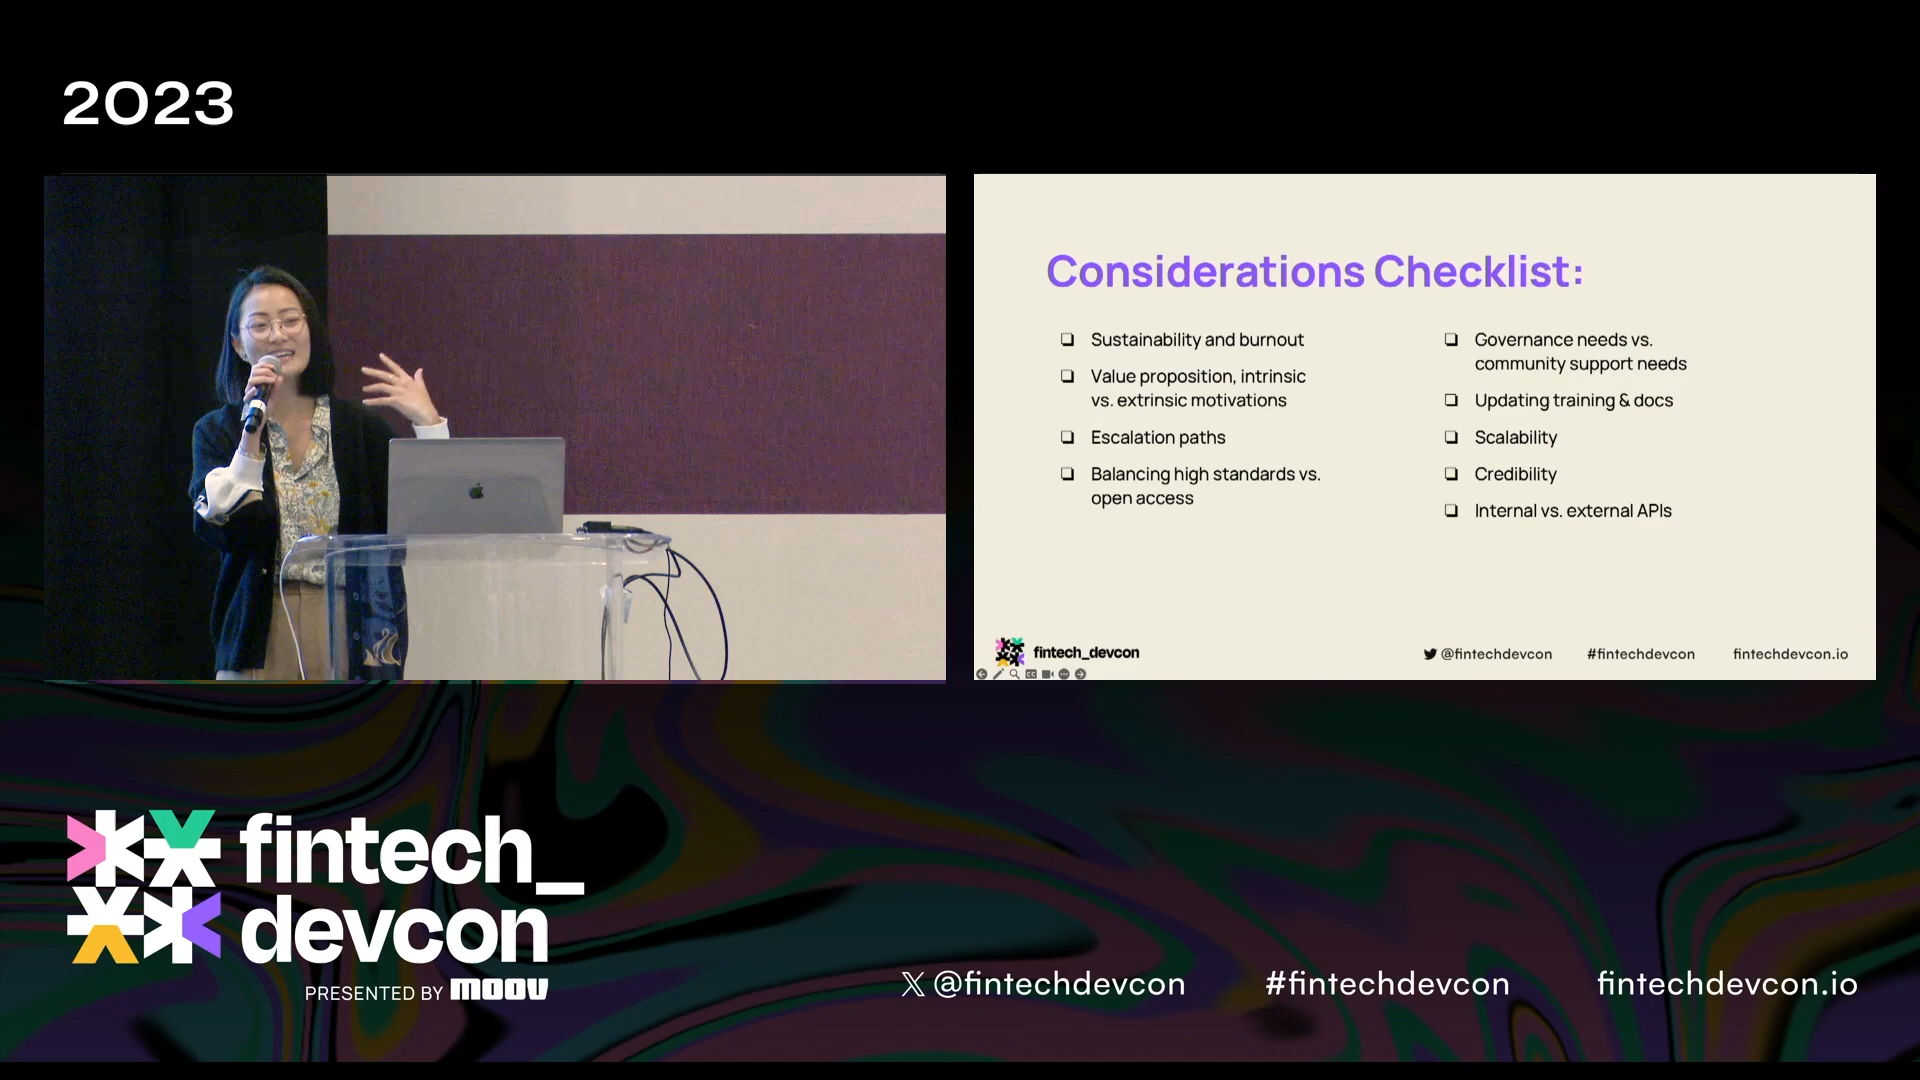 2023
Considerations Checklist:
Sustainability and burnout
Value proposition, intrinsic
vs. extrinsic motivations
Escalation paths
Balancing high standards vs.
open access
Governance needs vs.
community support needs
Updating training & docs
Scalability
Credibility
Internal vs. external APIs
fintech_devcon
@fintechdevcon
#fintechdevcon
fintechdevcon.io
fintech_
devcon
PRESENTED BY moov
X @fintechdevcon
#fintechdevcon
fintechdevcon.io